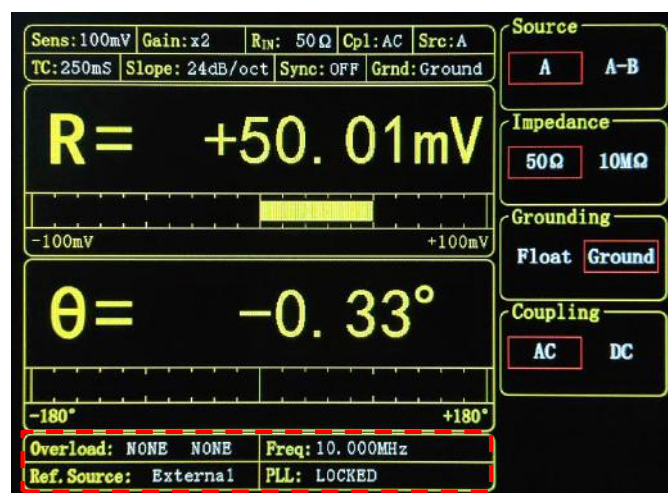 Sens:100mV Gain:x2 RIN: 50Ω Cpl:AC Src:A
TC:250mS Slope: 24dB/oct Sync: OFF Grnd:Ground
R= +50.01mV
-100mV +100mV
θ= -0.33°
-180° +180°
Overload: NONE NONE Freq:10.000MHz
Ref.Source: External PLL: LOCKED
Source
A A-B
Impedance
50Ω 10MΩ
Grounding
Float Ground
Coupling
AC DC